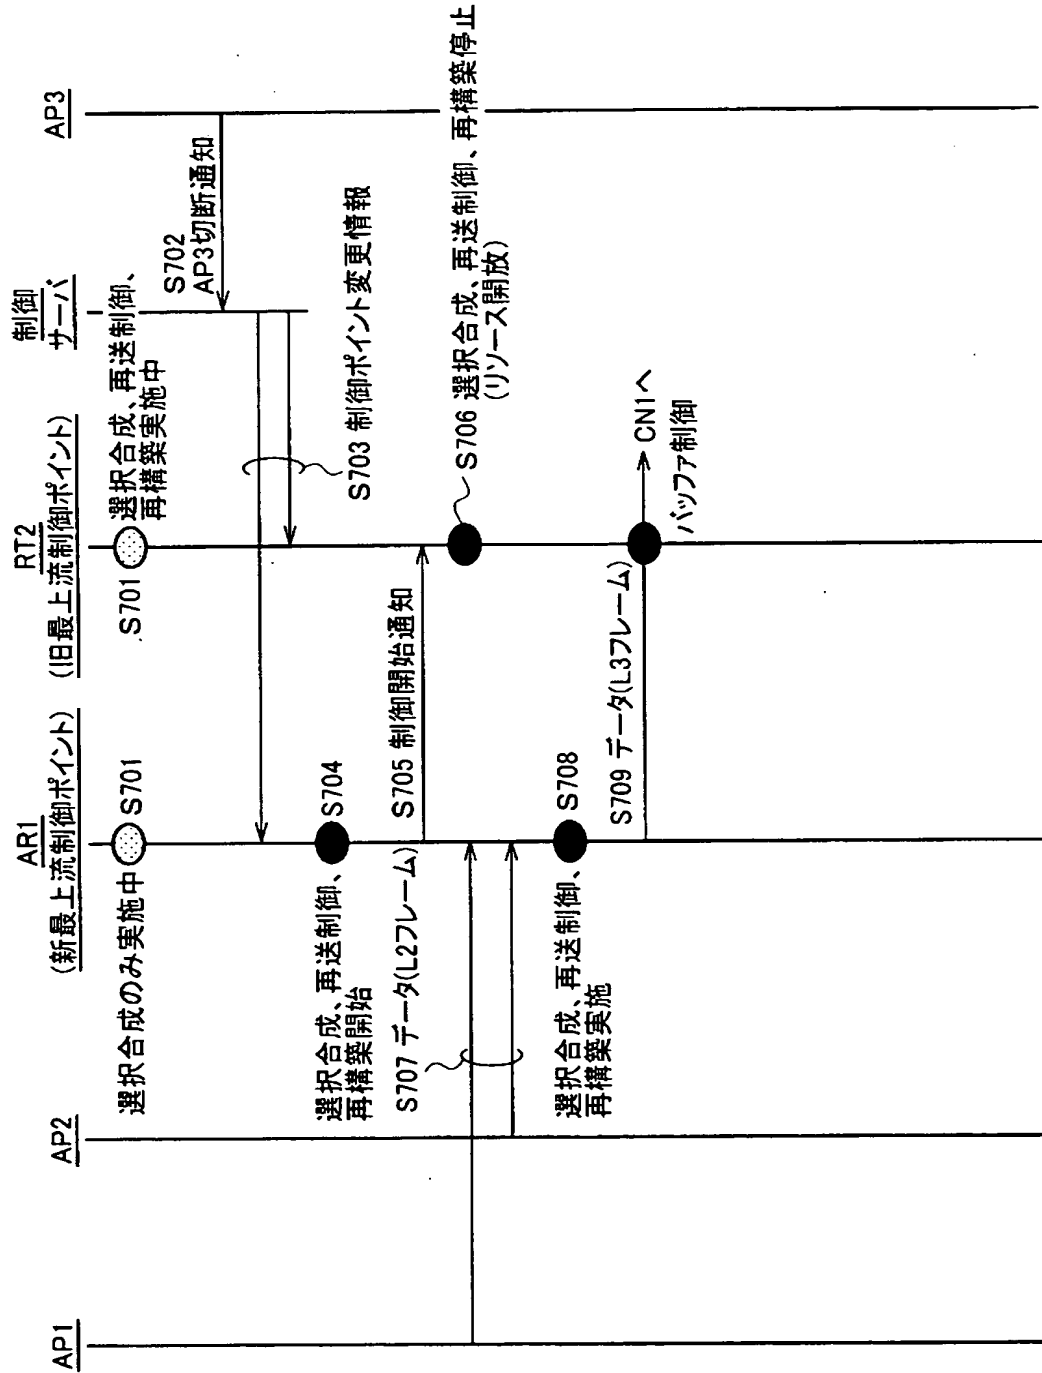 AP1
AP2
AR1
(新最上流制御ポイント)
RT2
(旧最上流制御ポイント)
制御
サーバ
AP3
選択合成のみ実施中
S701
S701
選択合成、再送制御、
再構築実施中
S702
AP3切断通知
S703 制御ポイント変更情報
選択合成、再送制御、
再構築開始
S704
S705 制御開始通知
S706 選択合成、再送制御、再構築停止
(リソース開放)
S707 データ(L2フレーム)
選択合成、再送制御、
再構築実施
S708
S709 データ(L3フレーム)
CN1へ
バッファ制御